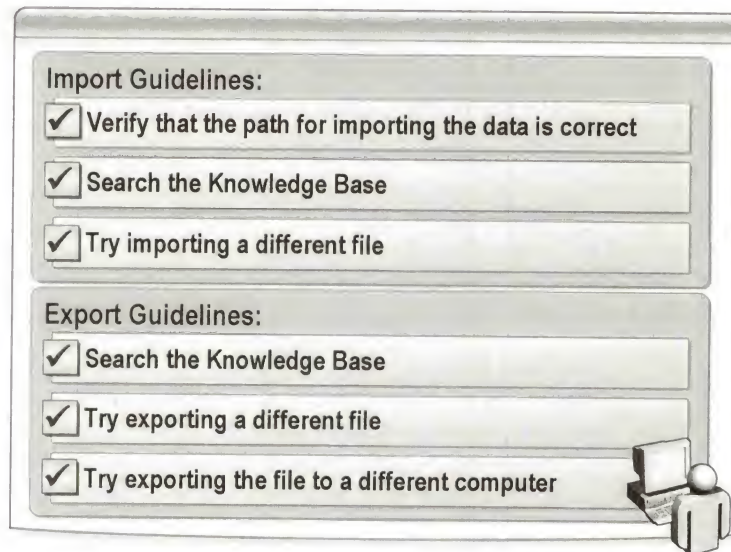 Import Guidelines:
Verify that the path for importing the data is correct
Search the Knowledge Base
Try importing a different file
Export Guidelines:
Search the Knowledge Base
Try exporting a different file
Try exporting the file to a different computer